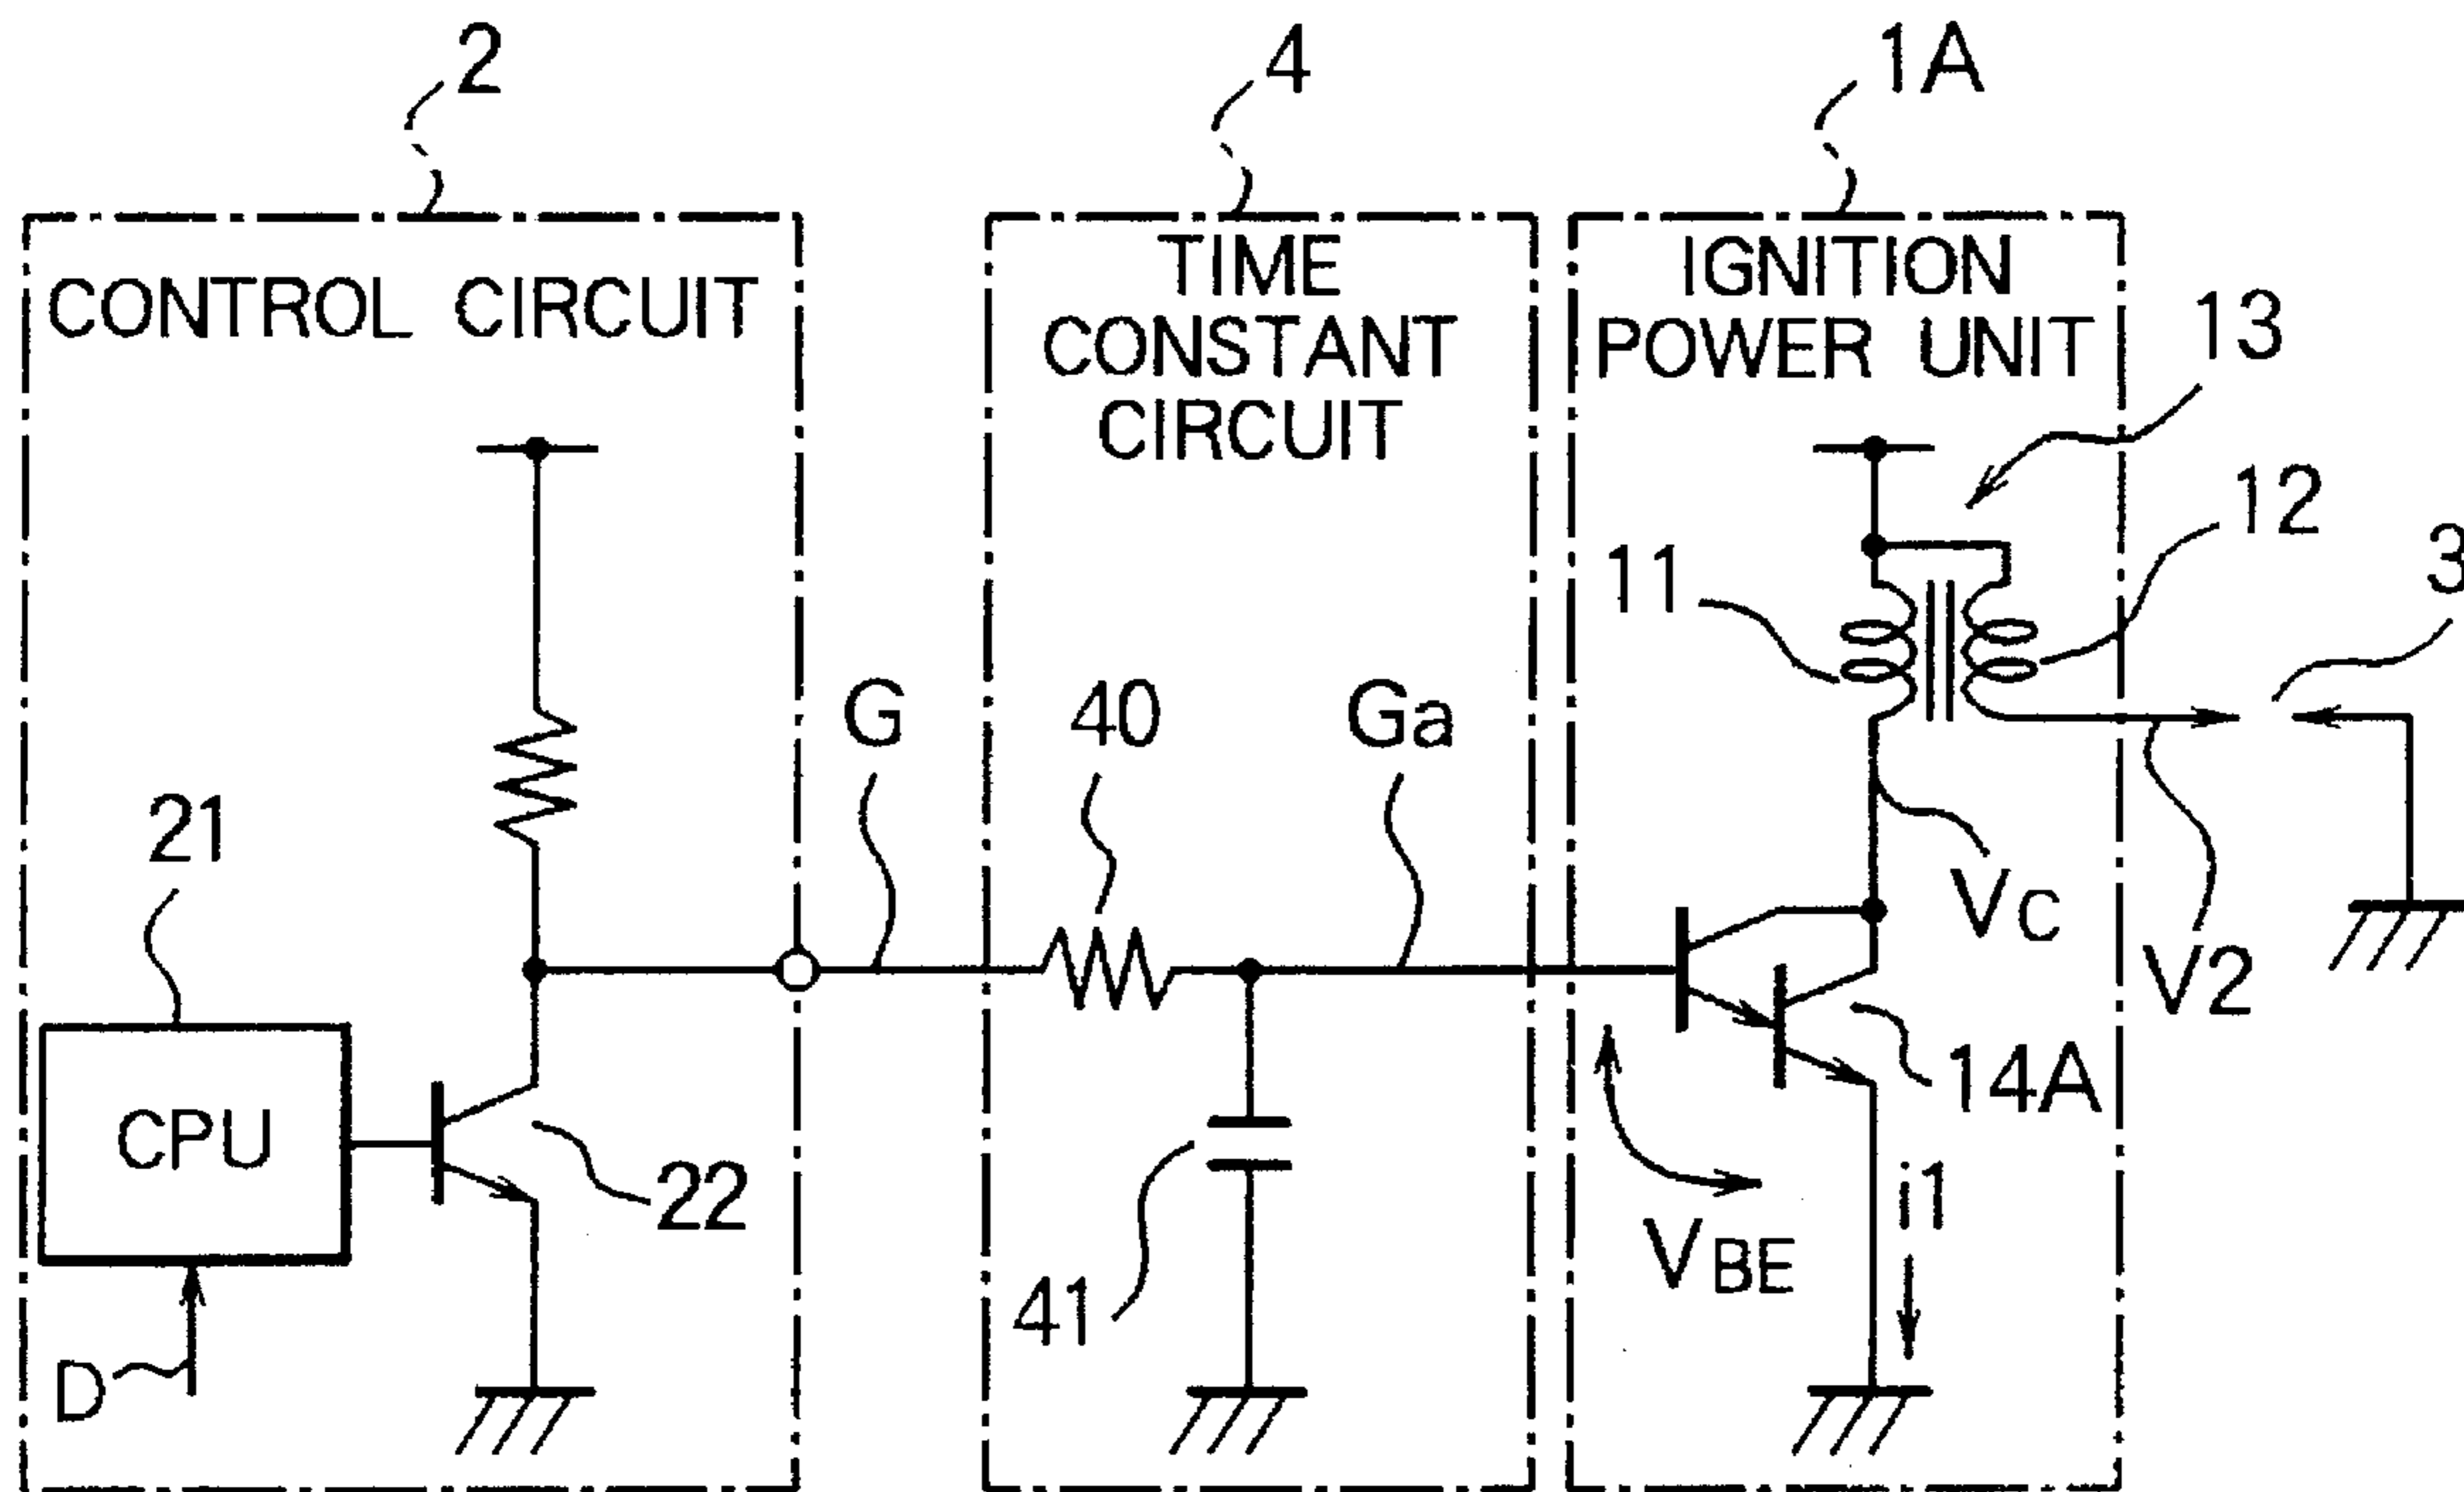 2
4
1A
CONTROL CIRCUIT
TIME
CONSTANT
CIRCUIT
IGNITION
POWER UNIT
13
12
3
11
G
40
Ga
21
VC
V2
CPU
22
14A
VBE
i1
41
D